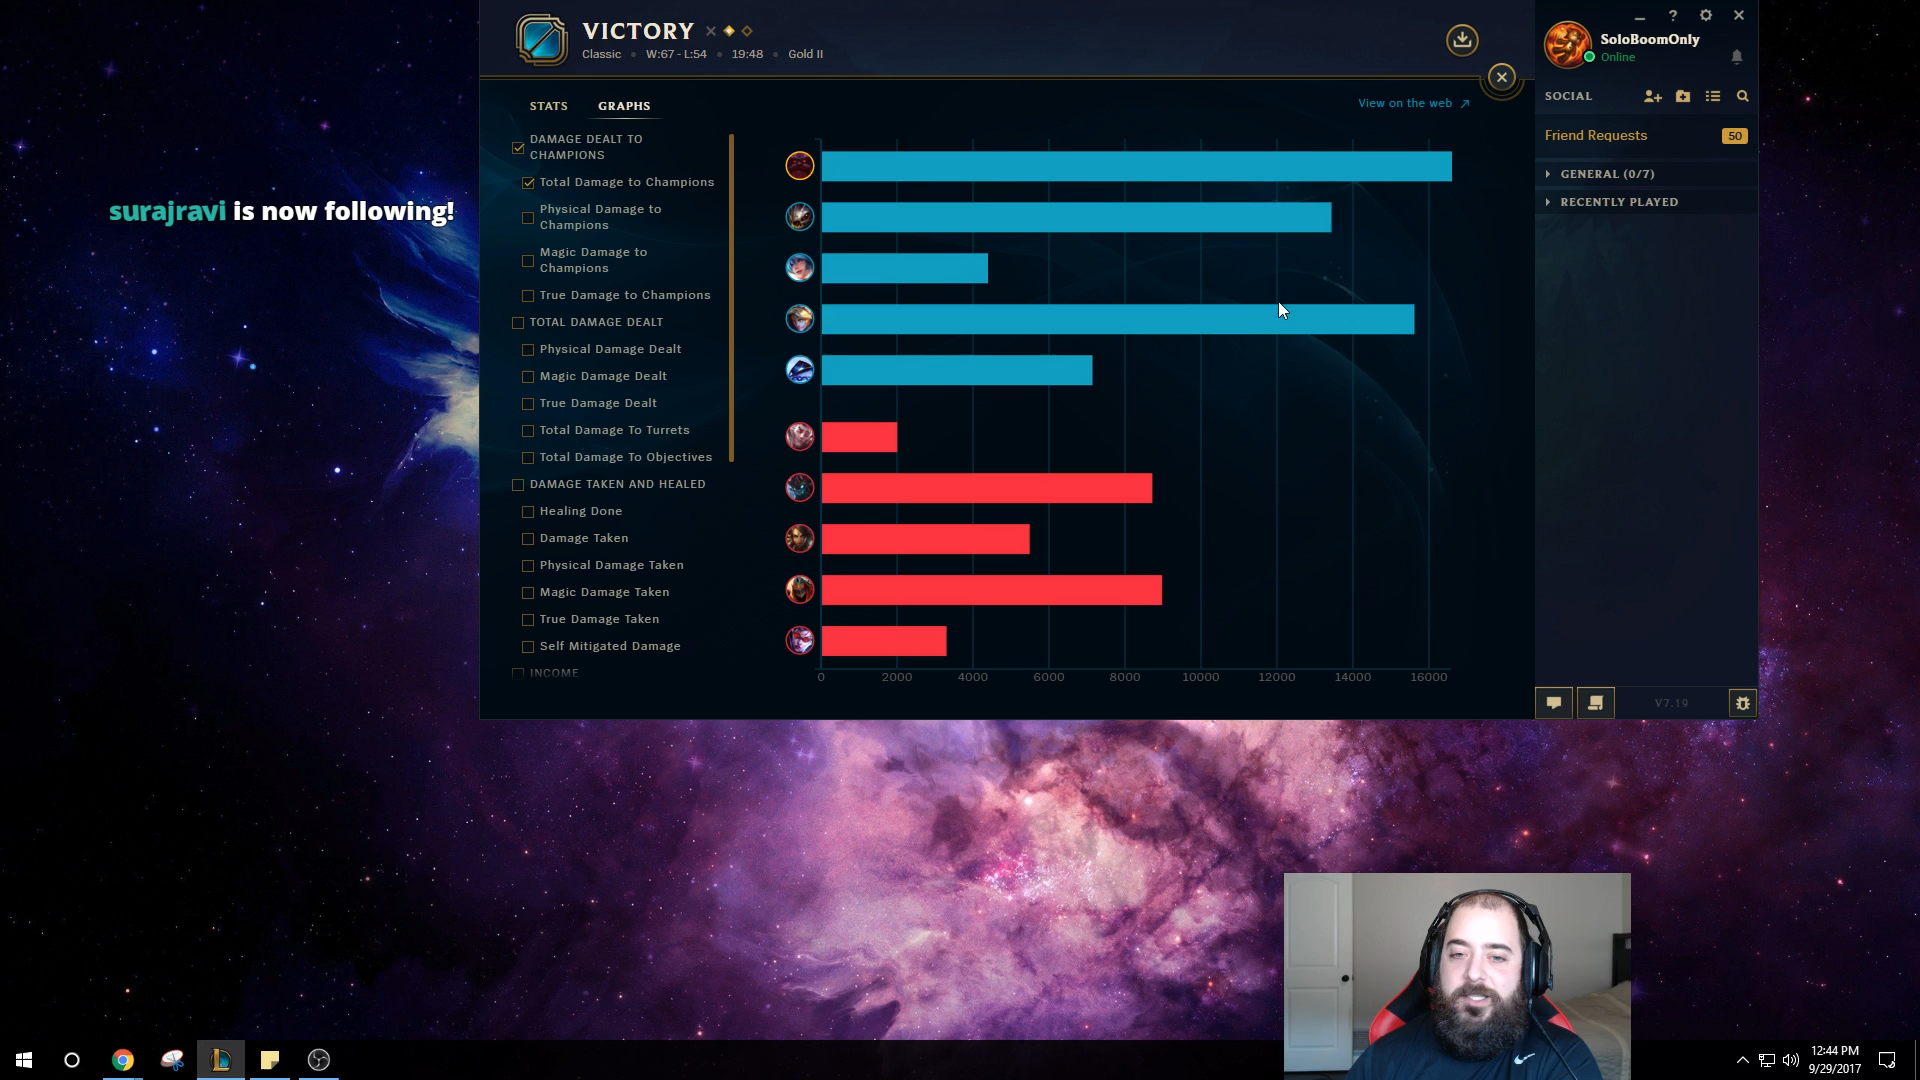 VICTORY
Classic W:67 - L:54 19:48 Gold II
SoloBoomOnly
Online
STATS GRAPHS
View on the web
SOCIAL
Friend Requests 50
GENERAL (0/7)
RECENTLY PLAYED
surajravi is now following!
DAMAGE DEALT TO
CHAMPIONS
Total Damage to Champions
Physical Damage to
Champions
Magic Damage to
Champions
True Damage to Champions
TOTAL DAMAGE DEALT
Physical Damage Dealt
Magic Damage Dealt
True Damage Dealt
Total Damage To Turrets
Total Damage To Objectives
DAMAGE TAKEN AND HEALED
Healing Done
Damage Taken
Physical Damage Taken
Magic Damage Taken
True Damage Taken
Self Mitigated Damage
INCOME
0 2000 4000 6000 8000 10000 12000 14000 16000
V7.19
12:44 PM
9/29/2017